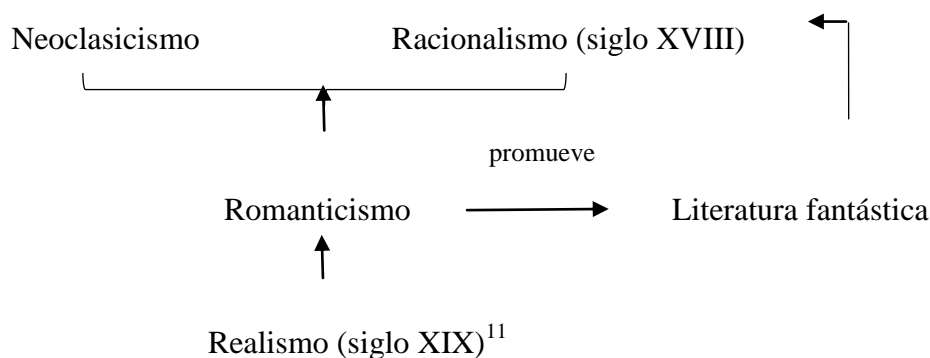 Neoclasicismo Racionalismo (siglo XVIII)
promueve
Romanticismo Literatura fantástica
Realismo (siglo XIX)11